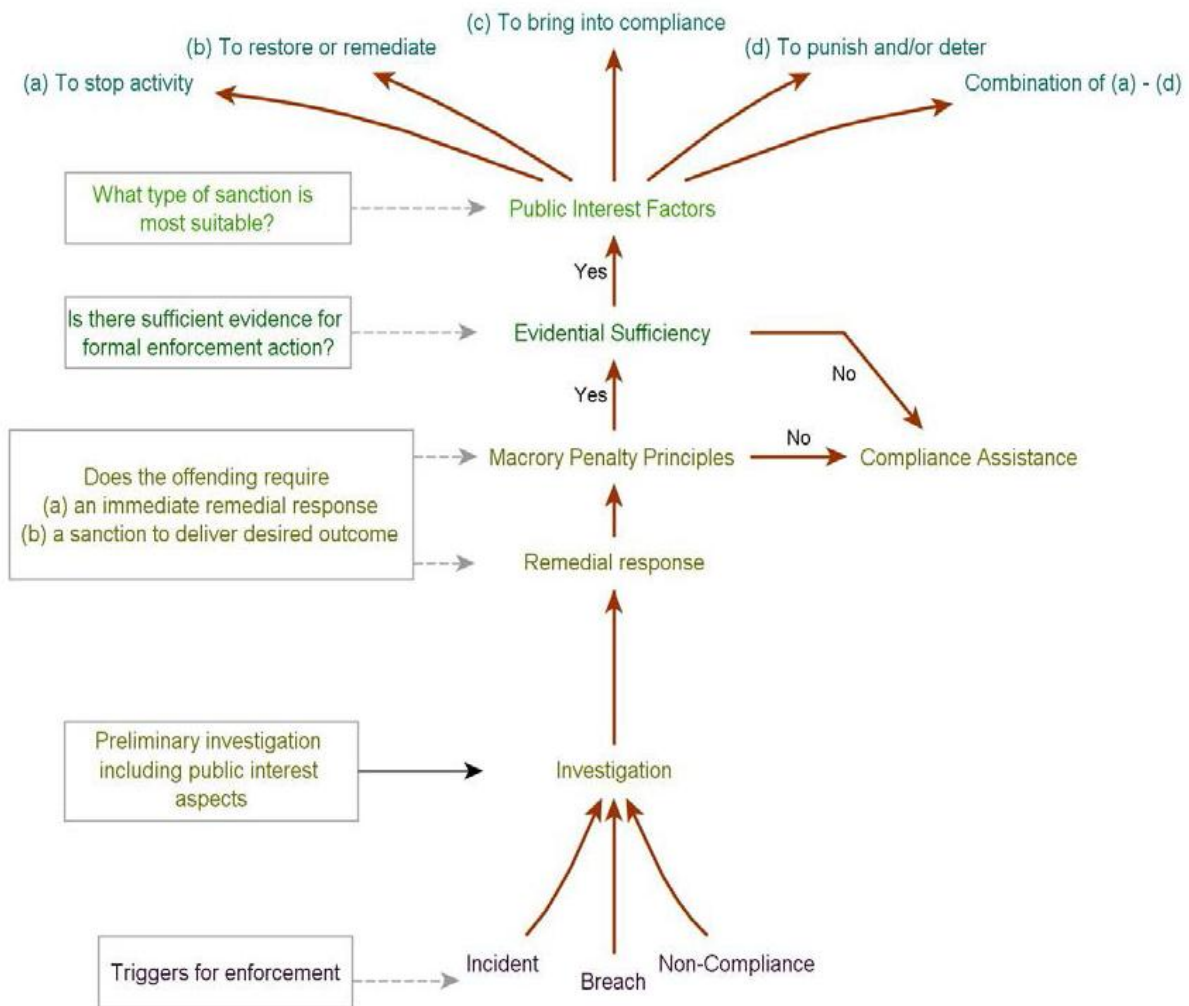 (c) To bring into compliance
(b) To restore or remediate
(d) To punish and/or deter
(a) To stop activity
Combination of (a) - (d)
What type of sanction is
most suitable?
Public Interest Factors
Yes
Is there sufficient evidence for
formal enforcement action?
Evidential Sufficiency
No
Yes
Does the offending require
(a) an immediate remedial response
(b) a sanction to deliver desired outcome
Macrory Penalty Principles
No
Compliance Assistance
Remedial response
Preliminary investigation
including public interest
aspects
Investigation
Triggers for enforcement
Incident
Breach
Non-Compliance